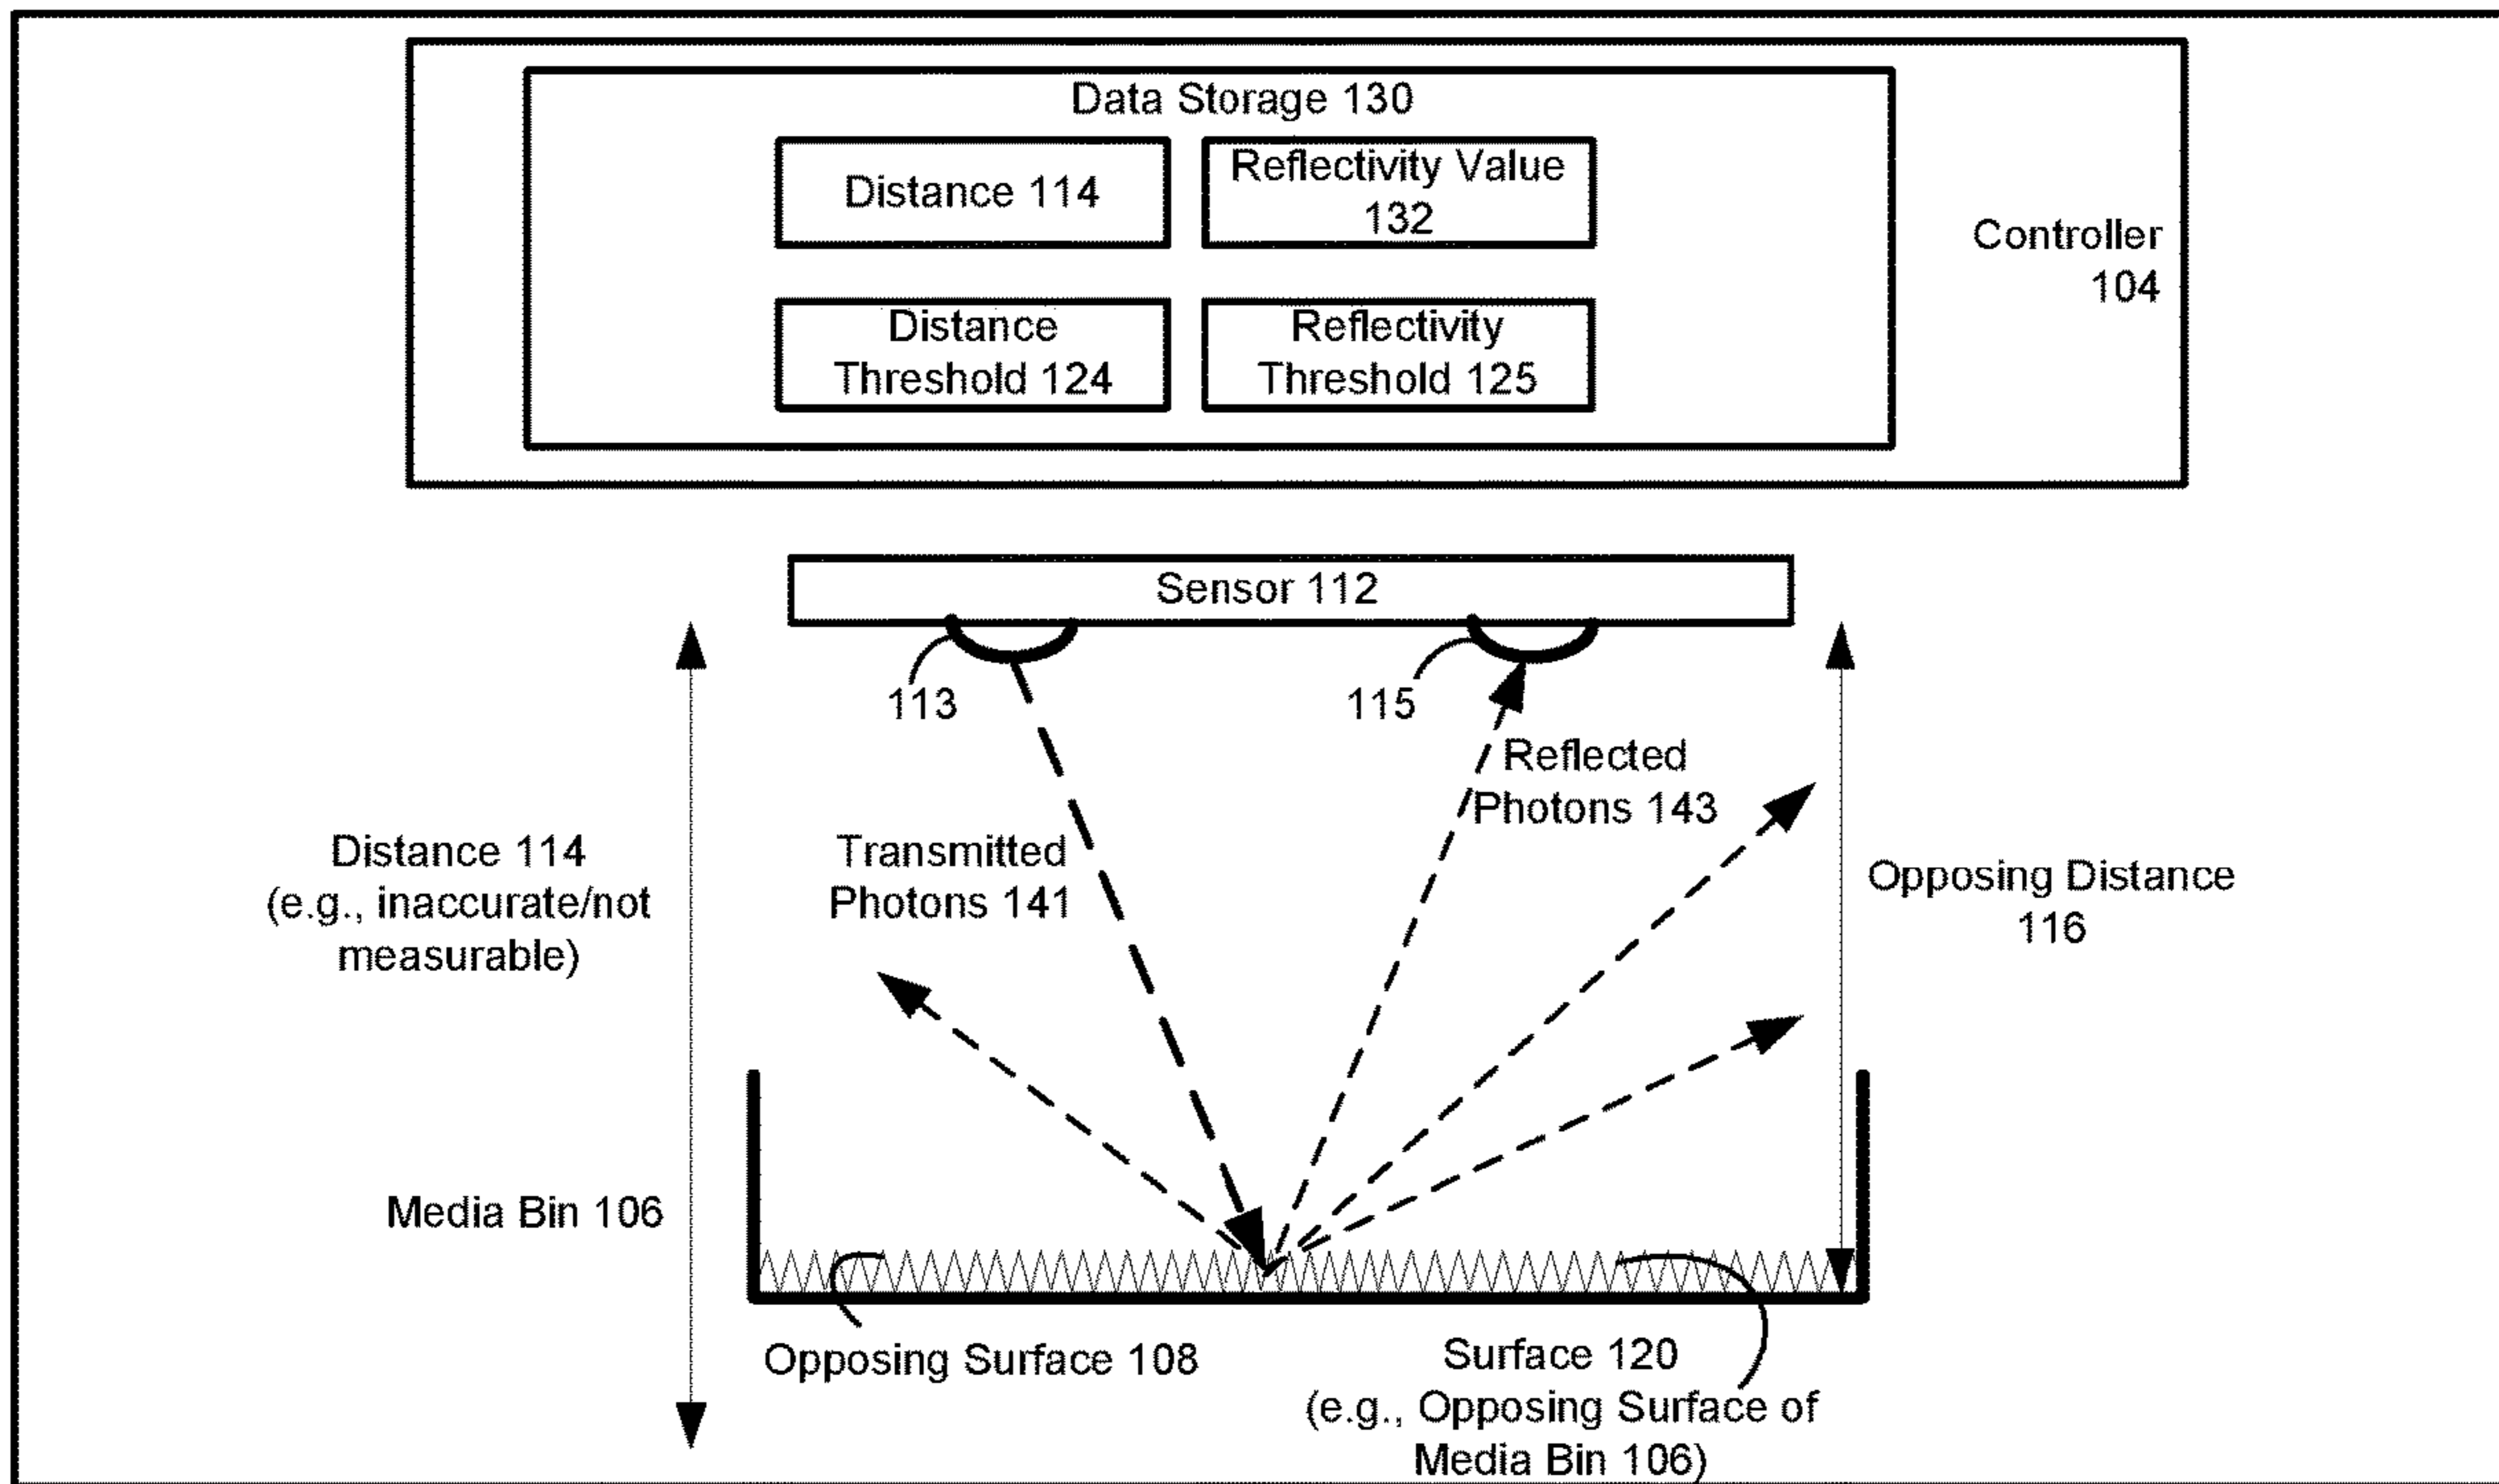 Data Storage 130
Distance 114
Reflectivity Value
132
Controller
104
Distance
Threshold 124
Reflectivity
Threshold 125
Sensor 112
113
115
Reflected
Photons 143
Distance 114
(e.g., inaccurate/not
measurable)
Transmitted
Photons 141
Opposing Distance
116
Media Bin 106
Opposing Surface 108
Surface 120
(e.g., Opposing Surface of
Media Bin 106)